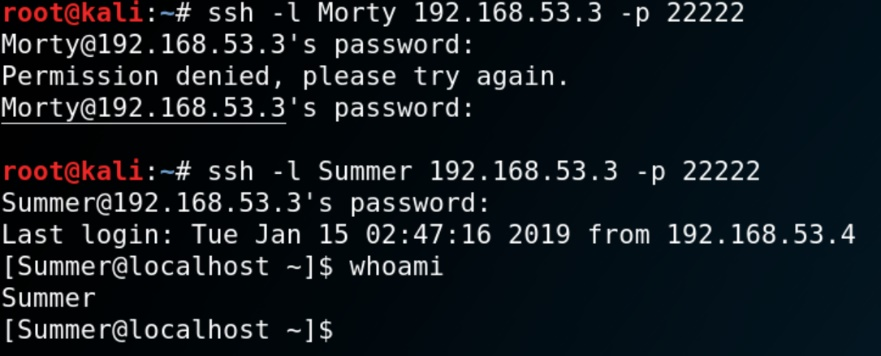 root@kali:~# ssh -l Morty 192.168.53.3 -p 22222
Morty@192.168.53.3's password:
Permission denied, please try again.
Morty@192.168.53.3's password:
root@kali:~# ssh -l Summer 192.168.53.3 -p 22222
Summer@192.168.53.3's password:
Last login: Tue Jan 15 02:47:16 2019 from 192.168.53.4
[Summer@localhost ~]$ whoami
Summer
[Summer@localhost ~]$